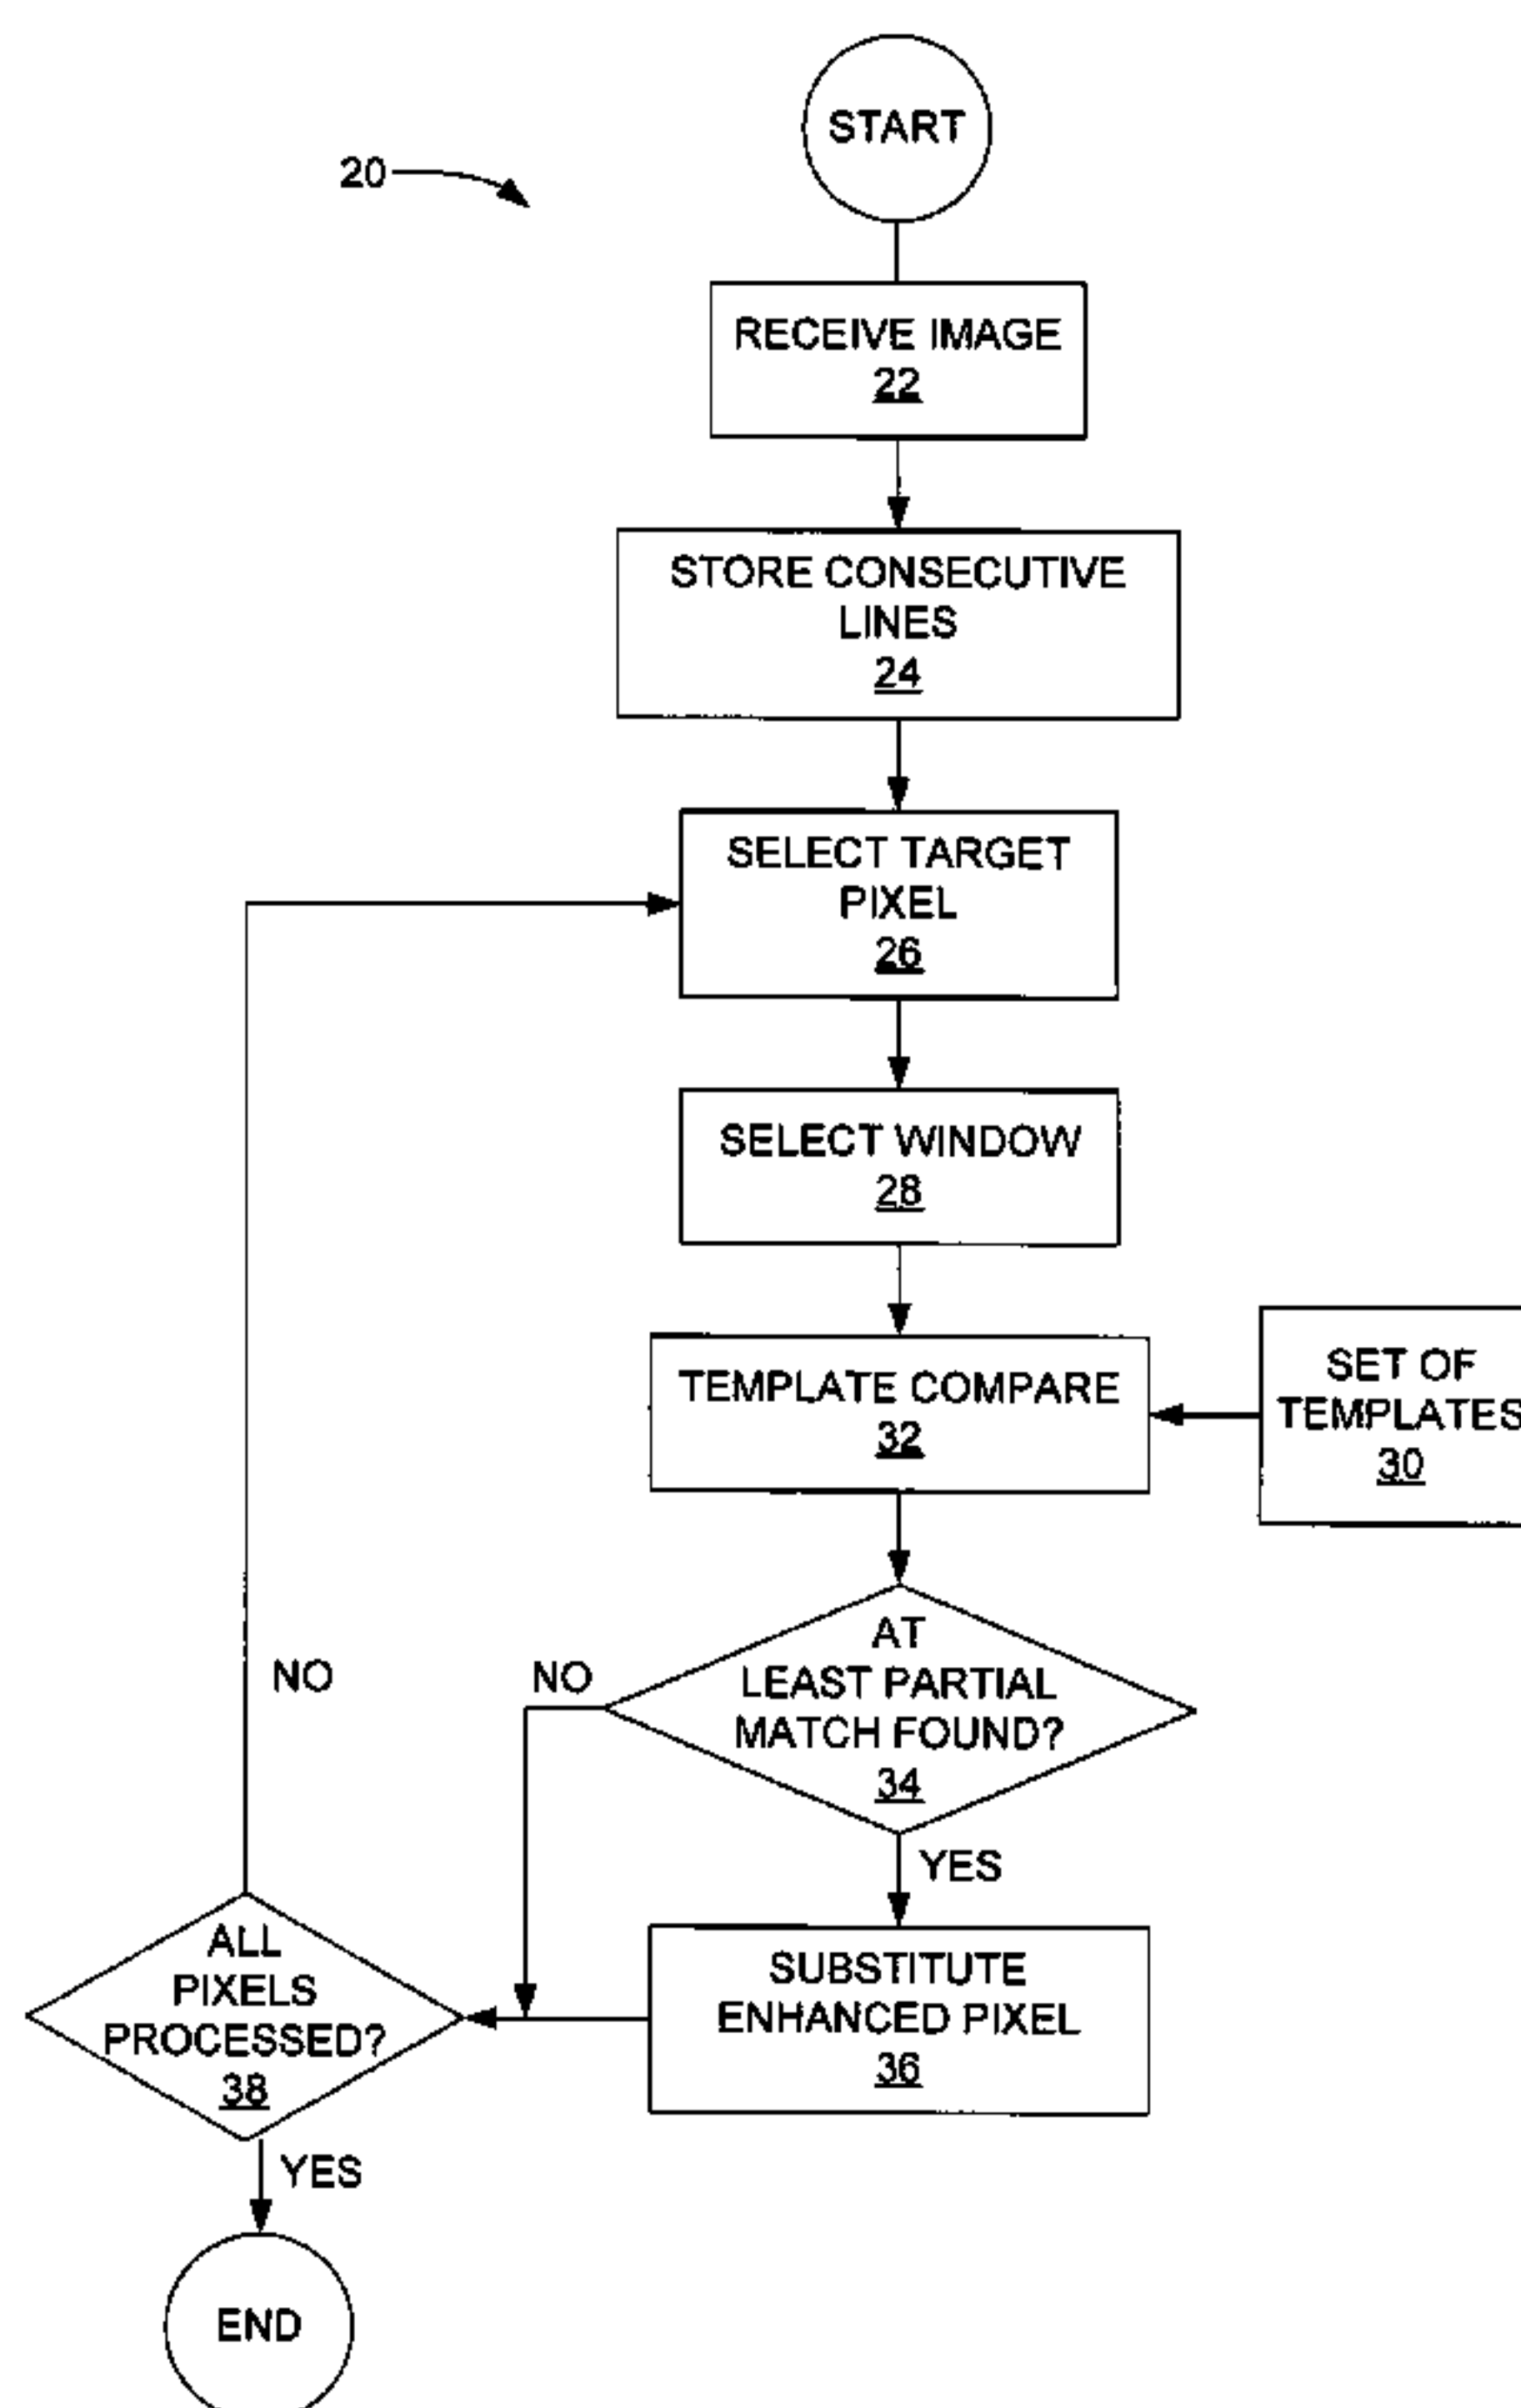 START
20
RECEIVE IMAGE
22
STORE CONSECUTIVE
LINES
24
SELECT TARGET
PIXEL
26
SELECT WINDOW
28
TEMPLATE COMPARE
32
SET OF
TEMPLATES
30
AT
LEAST PARTIAL
MATCH FOUND?
34
NO
NO
YES
ALL
PIXELS
PROCESSED?
38
SUBSTITUTE
ENHANCED PIXEL
36
YES
END